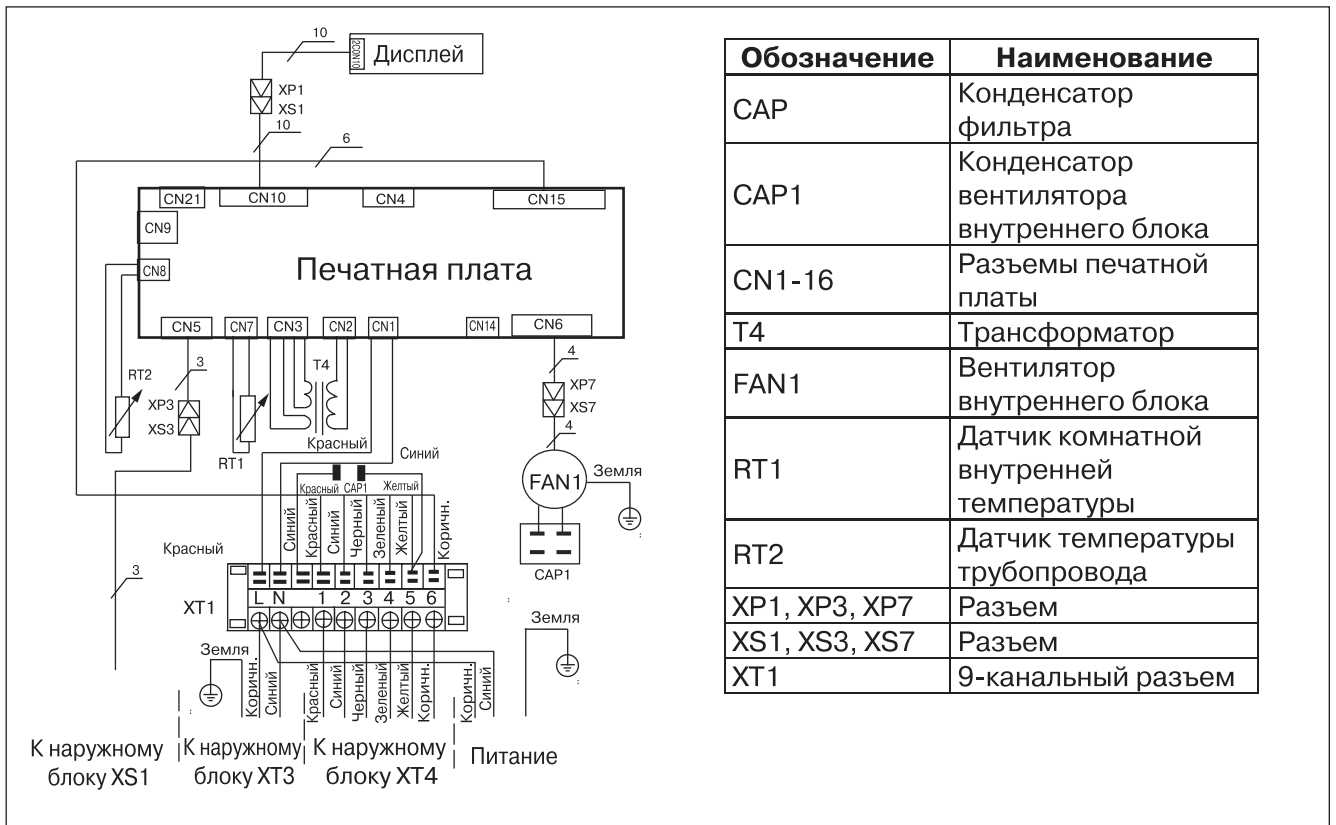 10
2CON10
Дисплей
XP1
XS1
10
6
CN21
CN10
CN4
CN15
CN9
CN8
Печатная плата
CN5
CN7
CN3
CN2
CN1
CN14
CN6
RT2
3
T4
4
XP7
XS7
XP3
XS3
4
RT1
Красный
Синий
FAN1
Земля
Красный
CAP1
Желтый
Синий
Красный
Синий
Черный
Зеленый
Желтый
Коричн.
CAP1
Красный
3
XT1
L N 1 2 3 4 5 6
Земля
Земля
Коричн.
Синий
Красный
Синий
Черный
Зеленый
Желтый
Коричн.
Коричн.
Синий
К наружному
блоку XS1
К наружному
блоку XT3
К наружному
блоку XT4
Питание
Обозначение Наименование
CAP Конденсатор
фильтра
CAP1 Конденсатор
вентилятора
внутреннего блока
CN1-16 Разъемы печатной
платы
T4 Трансформатор
FAN1 Вентилятор
внутреннего блока
RT1 Датчик комнатной
внутренней
температуры
RT2 Датчик температуры
трубопровода
XP1, XP3, XP7 Разъем
XS1, XS3, XS7 Разъем
XT1 9-канальный разъем